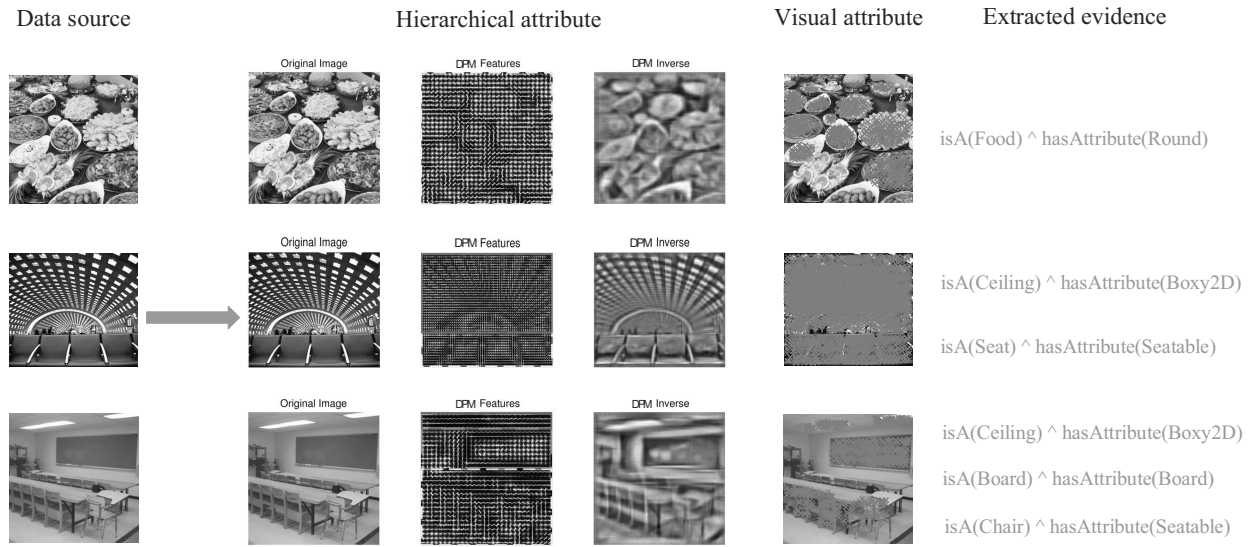 Data source
Hierarchical attribute
Visual attribute
Extracted evidence
Original Image
DPM Features
DPM Inverse
isA(Food) ^ hasAttribute(Round)
Original Image
DPM Features
DPM Inverse
isA(Ceiling) ^ hasAttribute(Boxy2D)
isA(Seat) ^ hasAttribute(Seatable)
Original Image
DPM Features
DPM Inverse
isA(Ceiling) ^ hasAttribute(Boxy2D)
isA(Board) ^ hasAttribute(Board)
isA(Chair) ^ hasAttribute(Seatable)